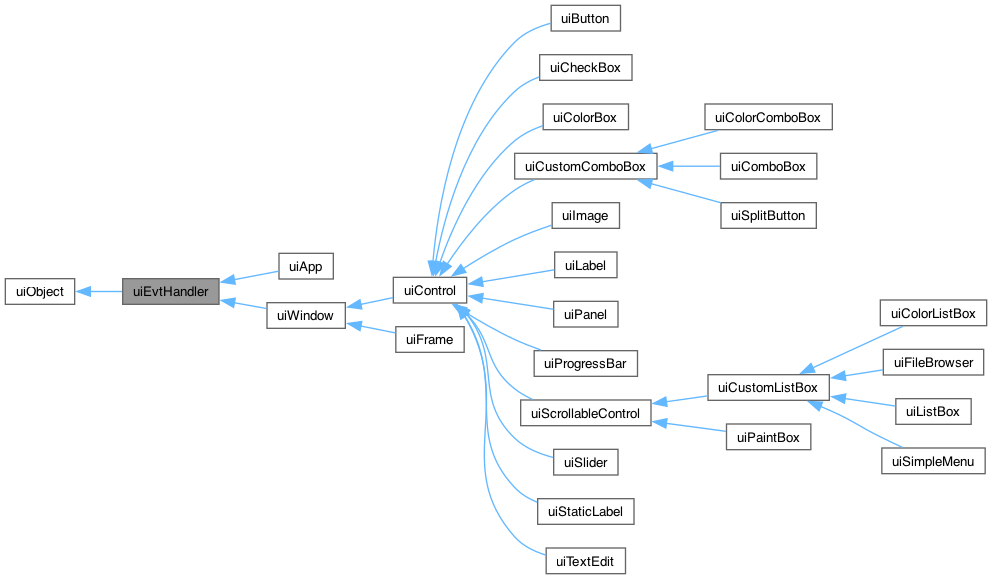 uiButton
uiCheckBox
uiColorBox
uiColorComboBox
uiCustomComboBox
uiComboBox
uiSplitButton
uiImage
uiApp
uiLabel
uiObject
uiEvtHandler
uiControl
uiWindow
uiPanel
uiColorListBox
uiFrame
uiProgressBar
uiFileBrowser
uiCustomListBox
uiScrollableControl
uiListBox
uiPaintBox
uiSlider
uiSimpleMenu
uiStaticLabel
uiTextEdit